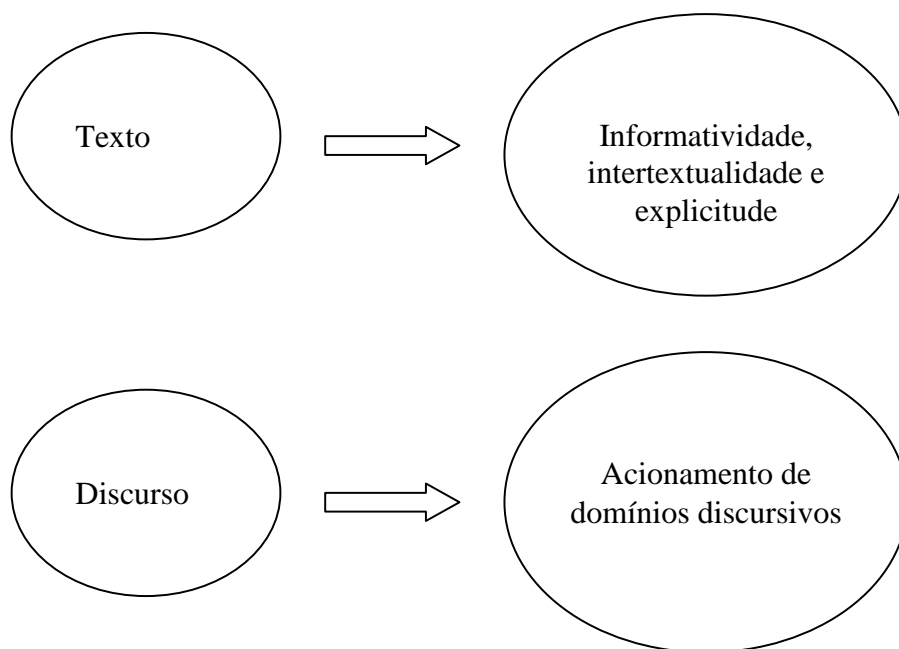 Texto
Informatividade,
intertextualidade e
explicitude
Discurso
Acionamento de
domínios discursivos